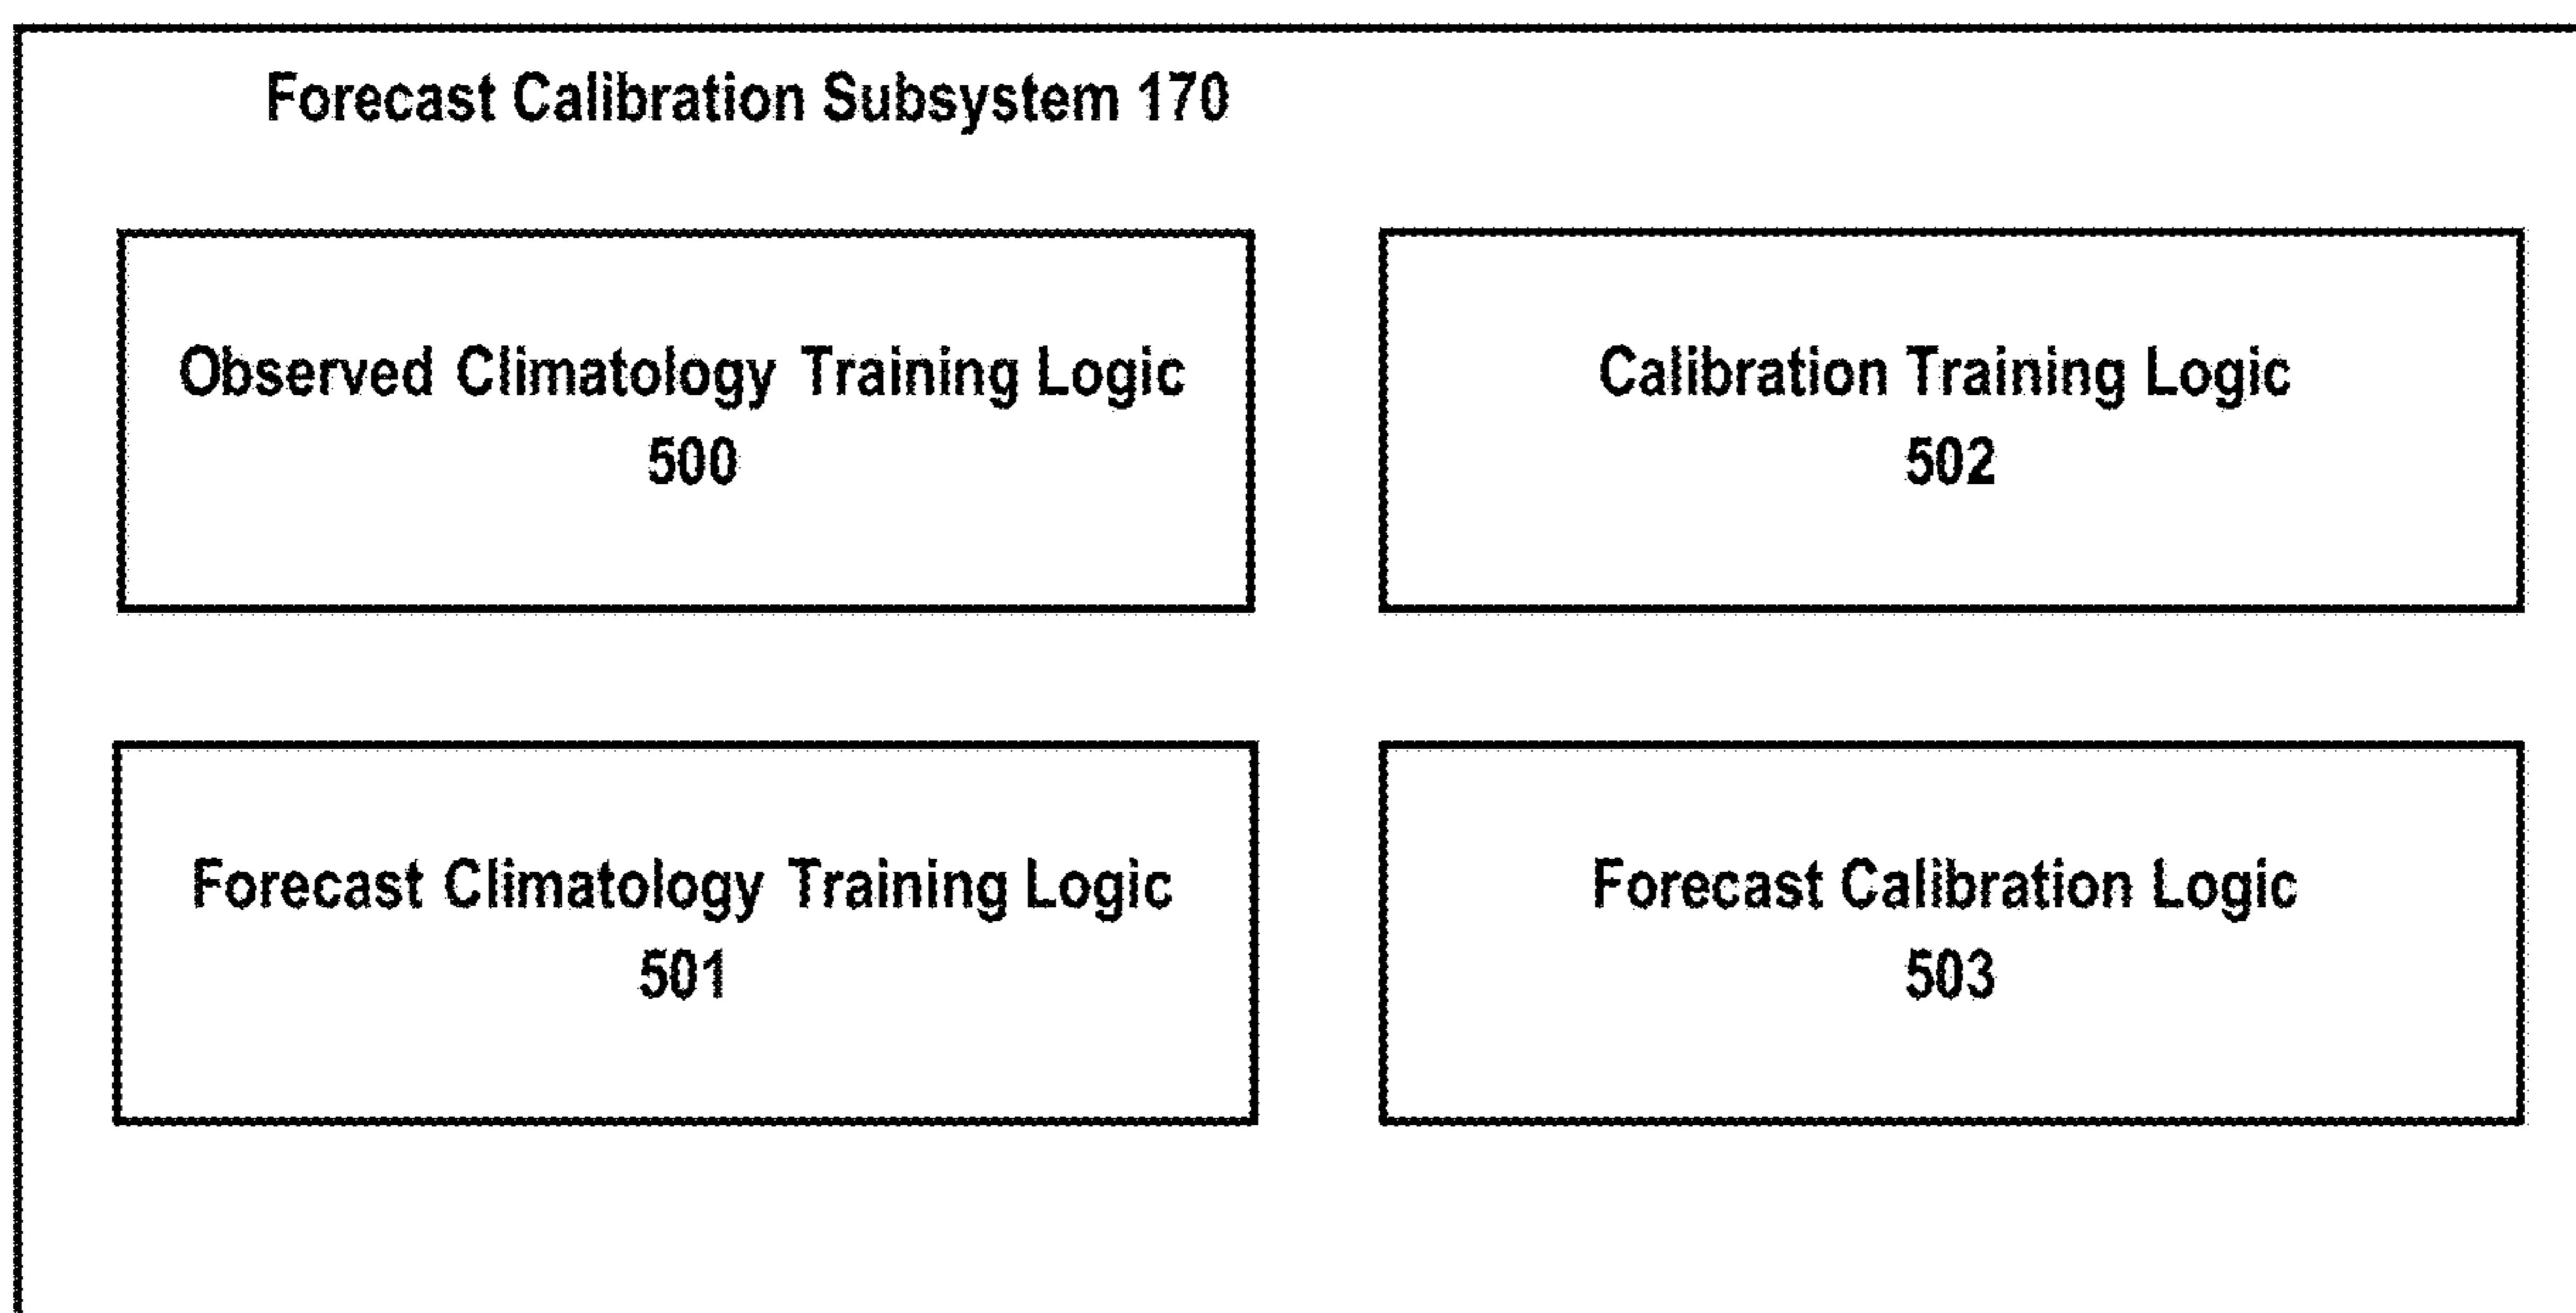 Forecast Calibration Subsystem 170
Observed Climatology Training Logic
500
Calibration Training Logic
502
Forecast Climatology Training Logic
501
Forecast Calibration Logic
503